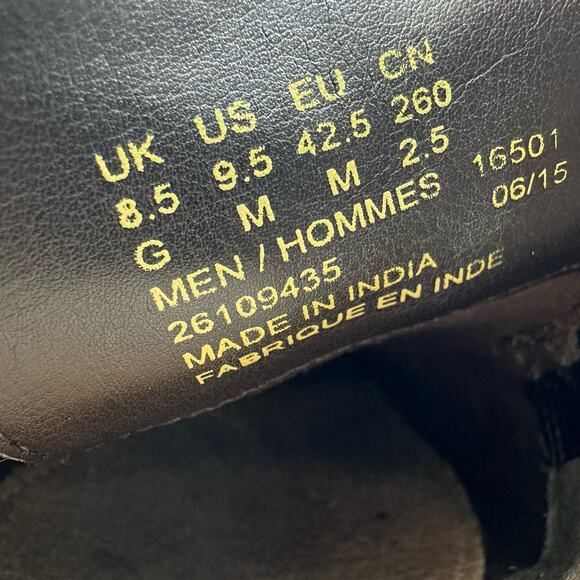 UK US EU CN
8.5 9.5 42.5 260
G M M 2.5
MEN / HOMMES 16501
26109435 06/15
MADE IN INDIA
FABRIQUE EN INDE